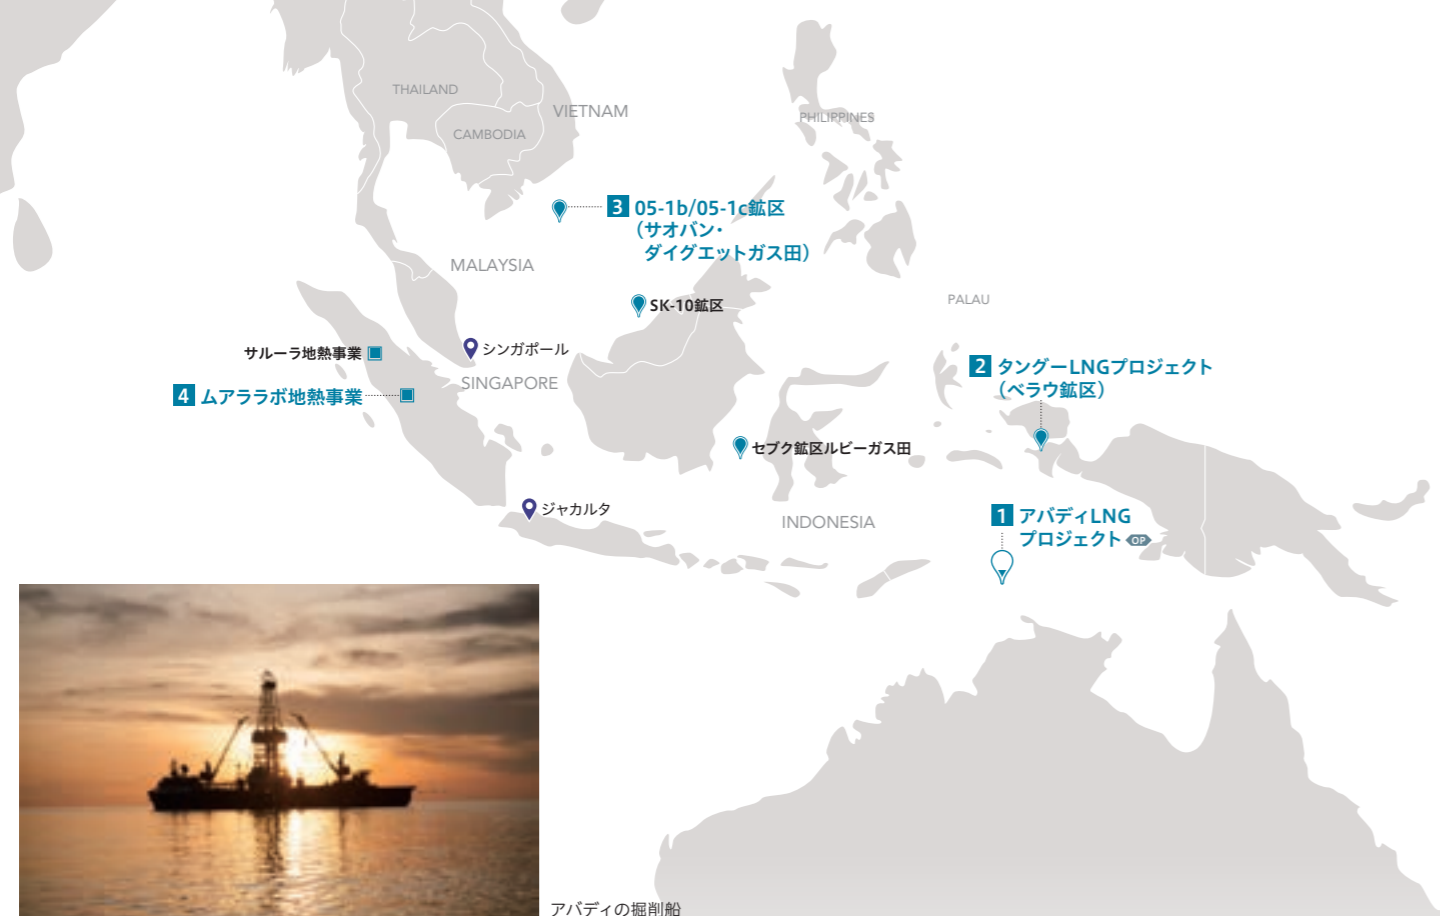 THAILAND
VIETNAM
CAMBODIA
PHILIPPINES
3 05-1b/05-1c鉱区
（サオバン・
ダイグエットガス田）
MALAYSIA
SK-10鉱区
PALAU
サルーラ地熱事業
シンガポール
SINGAPORE
4 ムアララボ地熱事業
2 タングーLNGプロジェクト
（ベラウ鉱区）
セブク鉱区ルビーガス田
ジャカルタ
INDONESIA
1 アバディLNG
プロジェクト OP
アバディの掘削船